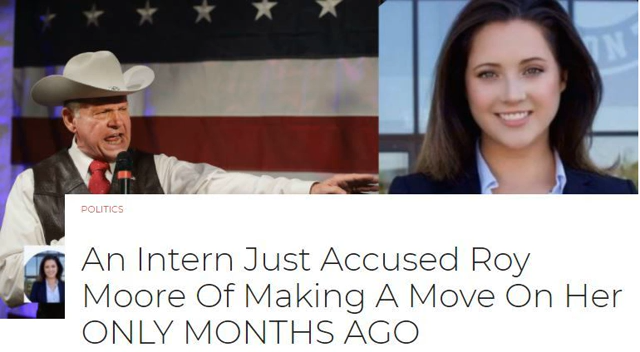 POLITICS
An Intern Just Accused Roy
Moore Of Making A Move On Her
ONLY MONTHS AGO